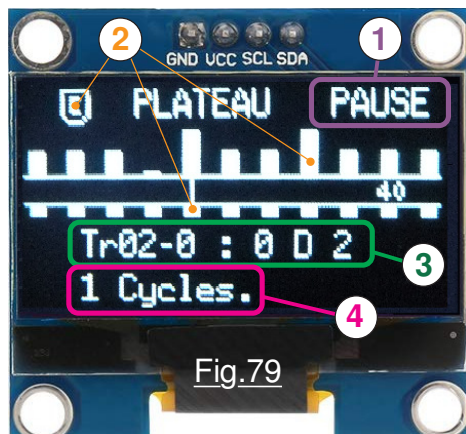 2
1
GND VCC SCL SDA
C PLATEAU PAUSE
40
Tr02-0 : 0 D 2
3
1 Cycles.
4
Fig.79